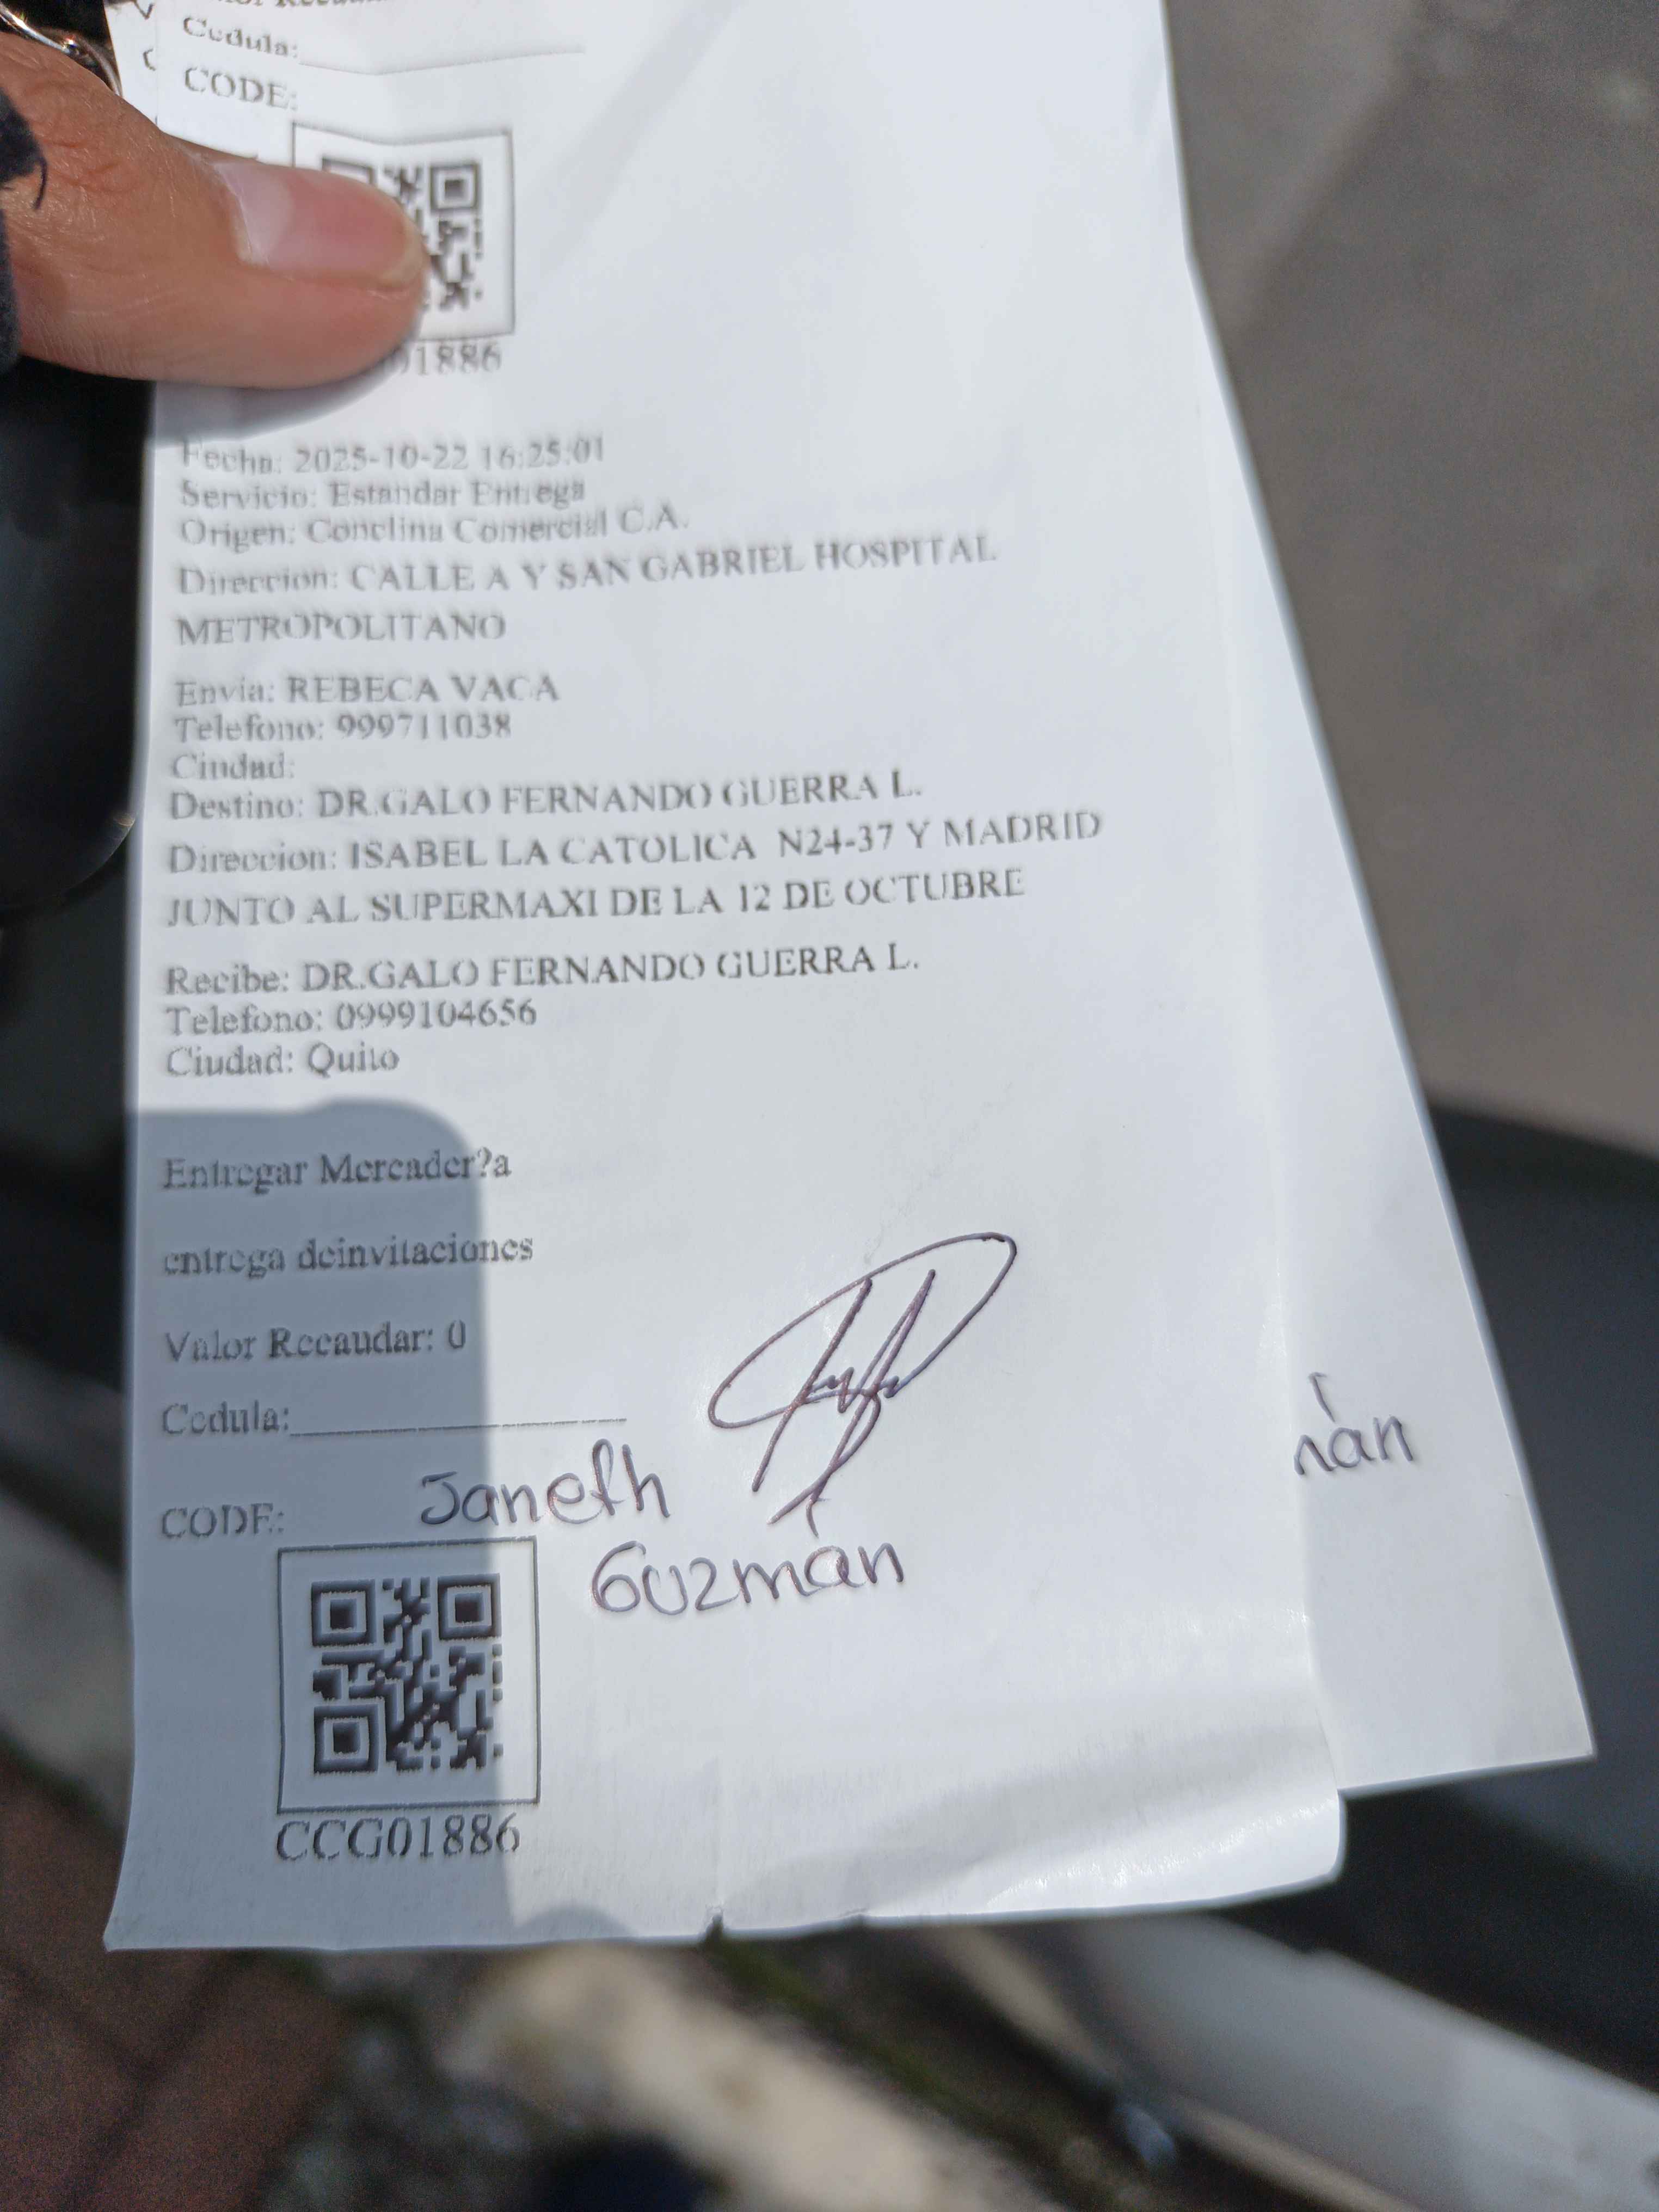 Cedula:
CODE:
01886
Fecha: 2025-10-22 16:25:01
Servicio: Estandar Entrega
Origen: Conclina Comercial C.A.
Direccion: CALLE A Y SAN GABRIEL HOSPITAL
METROPOLITANO
Envia: REBECA VACA
Telefono: 999711038
Ciudad:
Destino: DR.GALO FERNANDO GUERRA L.
Direccion: ISABEL LA CATOLICA N24-37 Y MADRID
JUNTO AL SUPERMAXI DE LA 12 DE OCTUBRE
Recibe: DR.GALO FERNANDO GUERRA L.
Telefono: 0999104656
Ciudad: Quito
Entregar Mercader?a
entrega deinvitaciones
Valor Recaudar: 0
Cedula:
nán
Janeth
CODE:
Guzmán
CCG01886